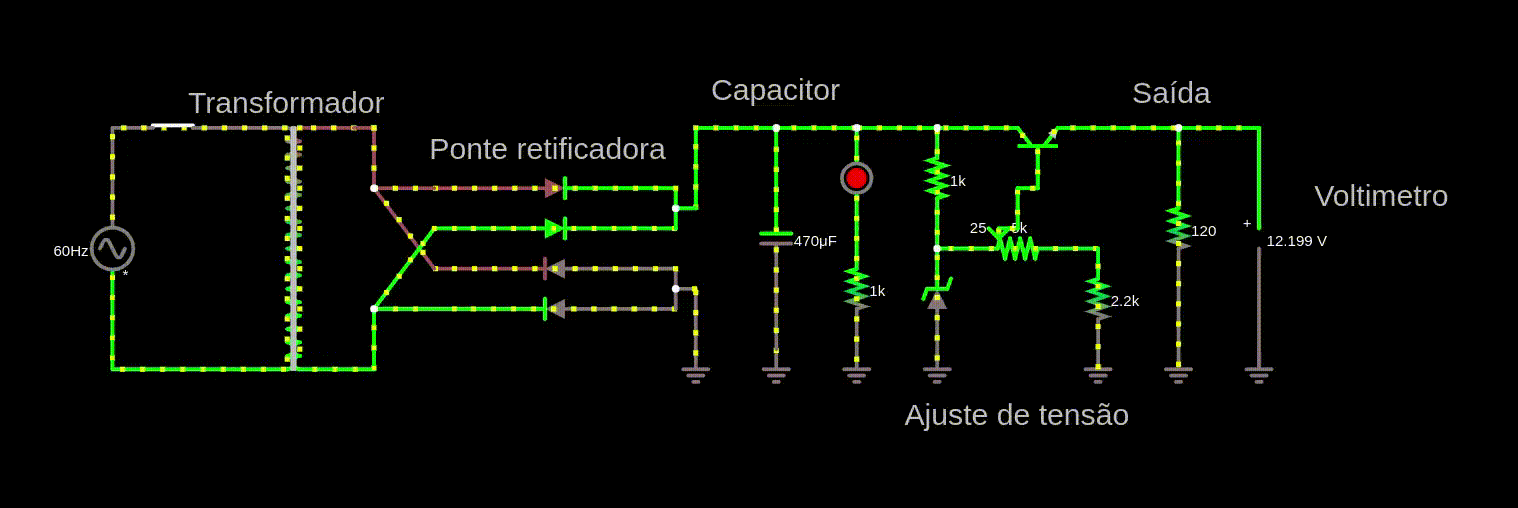 Transformador
Capacitor
Saída
Ponte retificadora
Voltimetro
60Hz
*
470μF
1k
1k
25 5k
2.2k
120
+
12.199 V
Ajuste de tensão